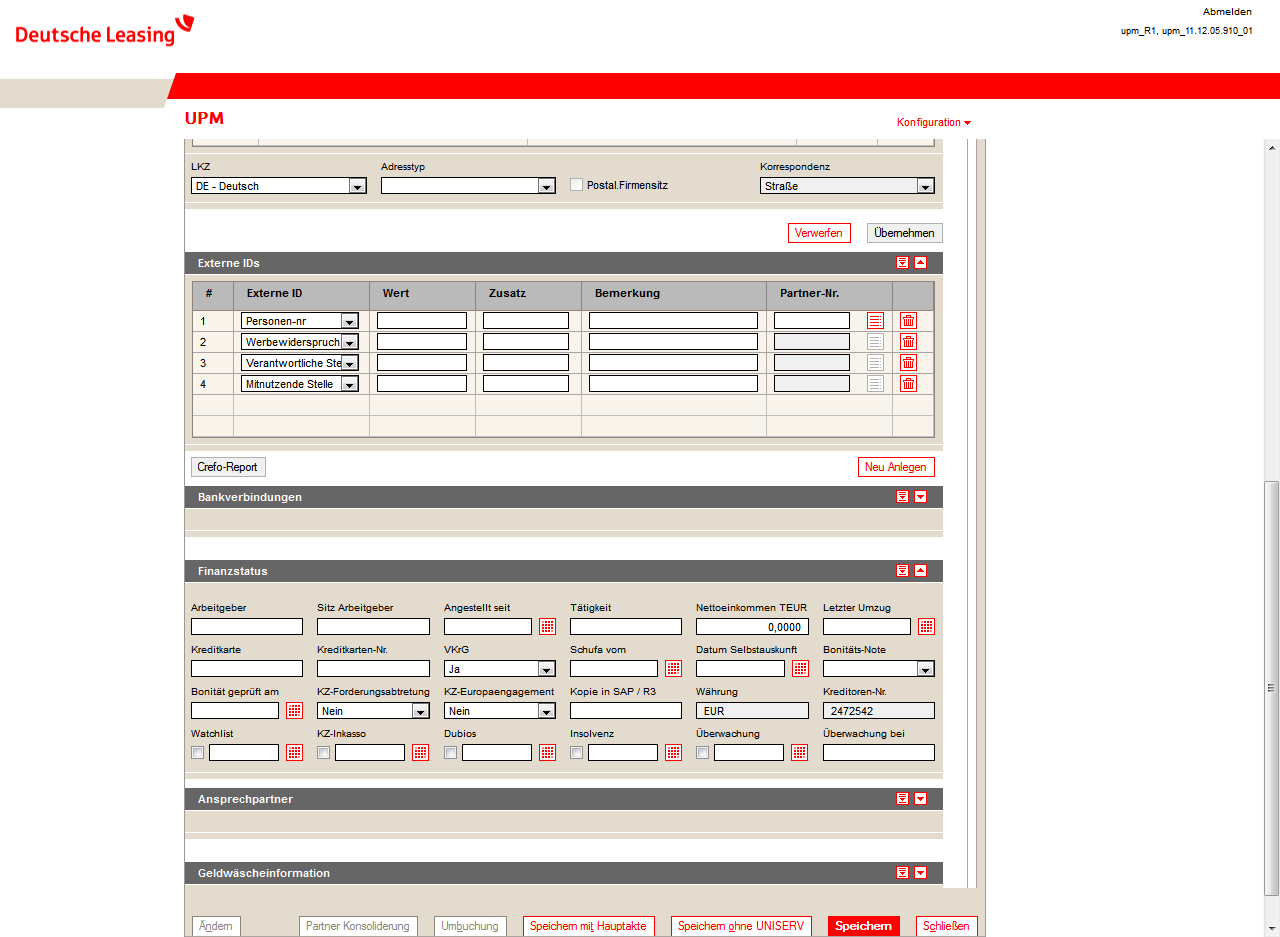 Deutsche Leasing
Abmelden
upm_R1, upm_11.12.05.910_01
UPM
Konfiguration
LKZ Adresstyp Korrespondenz
DE - Deutsch Postal.Firmensitz Straße
Verwerfen Übernehmen
Externe IDs
# Externe ID Wert Zusatz Bemerkung Partner-Nr.
1 Personen-nr
2 Werbewiderspruch
3 Verantwortliche Ste
4 Mitnutzende Stelle
Crefo-Report Neu Anlegen
Bankverbindungen
Finanzstatus
Arbeitgeber Sitz Arbeitgeber Angestellt seit Tätigkeit Nettoeinkommen TEUR Letzter Umzug
0,0000
Kreditkarte Kreditkarten-Nr. VKrG Schufa vom Datum Selbstauskunft Bonitäts-Note
Ja
Bonität geprüft am KZ-Forderungsabtretung KZ-Europaengagement Kopie in SAP / R3 Währung Kreditoren-Nr.
Nein Nein EUR 2472542
Watchlist KZ-Inkasso Dubios Insolvenz Überwachung Überwachung bei
Ansprechpartner
Geldwäscheinformation
Ändern Partner Konsolidierung Umbuchung Speichern mit Hauptakte Speichern ohne UNISERV Speichern Schließen